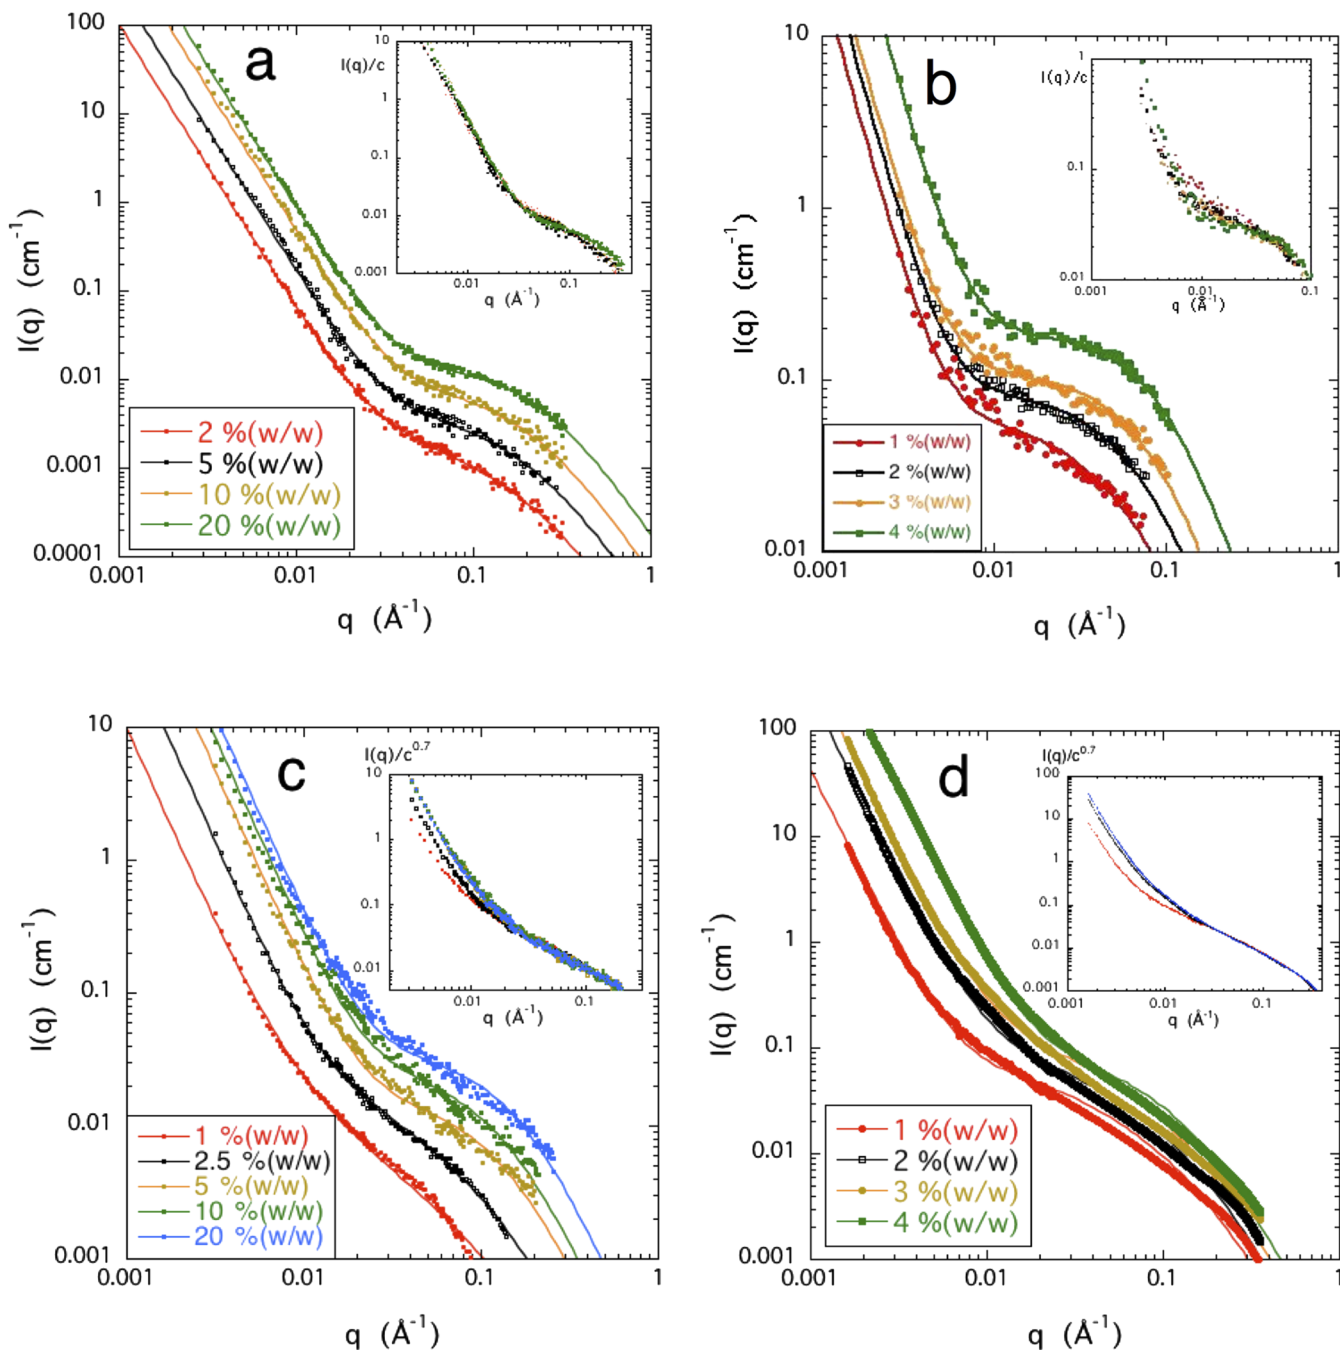 a
100
10
1
0.1
0.01
0.001
0.0001
0.001
0.01
0.1
1
I(q) (cm⁻¹)
q (Å⁻¹)
2 %(w/w)
5 %(w/w)
10 %(w/w)
20 %(w/w)
I(q)/c
10
1
0.1
0.01
0.001
0.01
0.1
q (Å⁻¹)
b
10
1
0.1
0.01
0.001
0.01
0.1
1
I(q) (cm⁻¹)
q (Å⁻¹)
1 %(w/w)
2 %(w/w)
3 %(w/w)
4 %(w/w)
I(q)/c
1
0.1
0.01
0.001
0.01
0.1
q (Å⁻¹)
c
10
1
0.1
0.01
0.001
0.001
0.01
0.1
1
I(q) (cm⁻¹)
q (Å⁻¹)
1 %(w/w)
2.5 %(w/w)
5 %(w/w)
10 %(w/w)
20 %(w/w)
I(q)/c⁰·⁷
10
1
0.1
0.01
0.01
0.1
q (Å⁻¹)
d
100
10
1
0.1
0.01
0.001
0.001
0.01
0.1
1
I(q) (cm⁻¹)
q (Å⁻¹)
1 %(w/w)
2 %(w/w)
3 %(w/w)
4 %(w/w)
I(q)/c⁰·⁷
100
10
1
0.1
0.01
0.001
0.001
0.01
0.1
q (Å⁻¹)